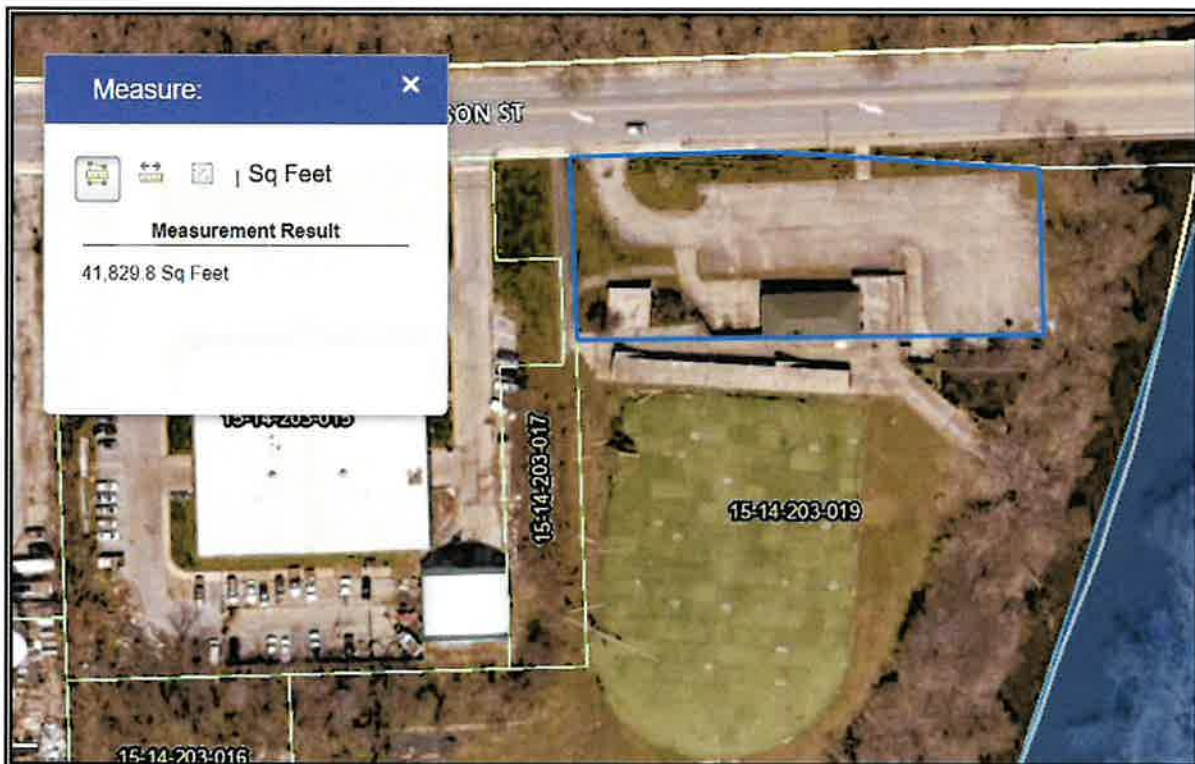 Measure:
SON ST
| Sq Feet
Measurement Result
41,829.8 Sq Feet
15-14-203-015
15-14-203-017
15-14-203-019
15-14-203-016